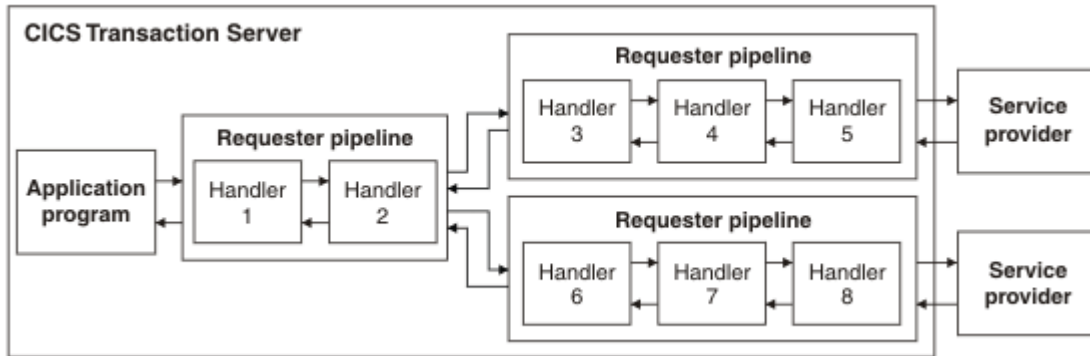 CICS Transaction Server
Requester pipeline
Handler
3
Handler
4
Handler
5
Service
provider
Requester pipeline
Application
program
Handler
1
Handler
2
Requester pipeline
Handler
6
Handler
7
Handler
8
Service
provider